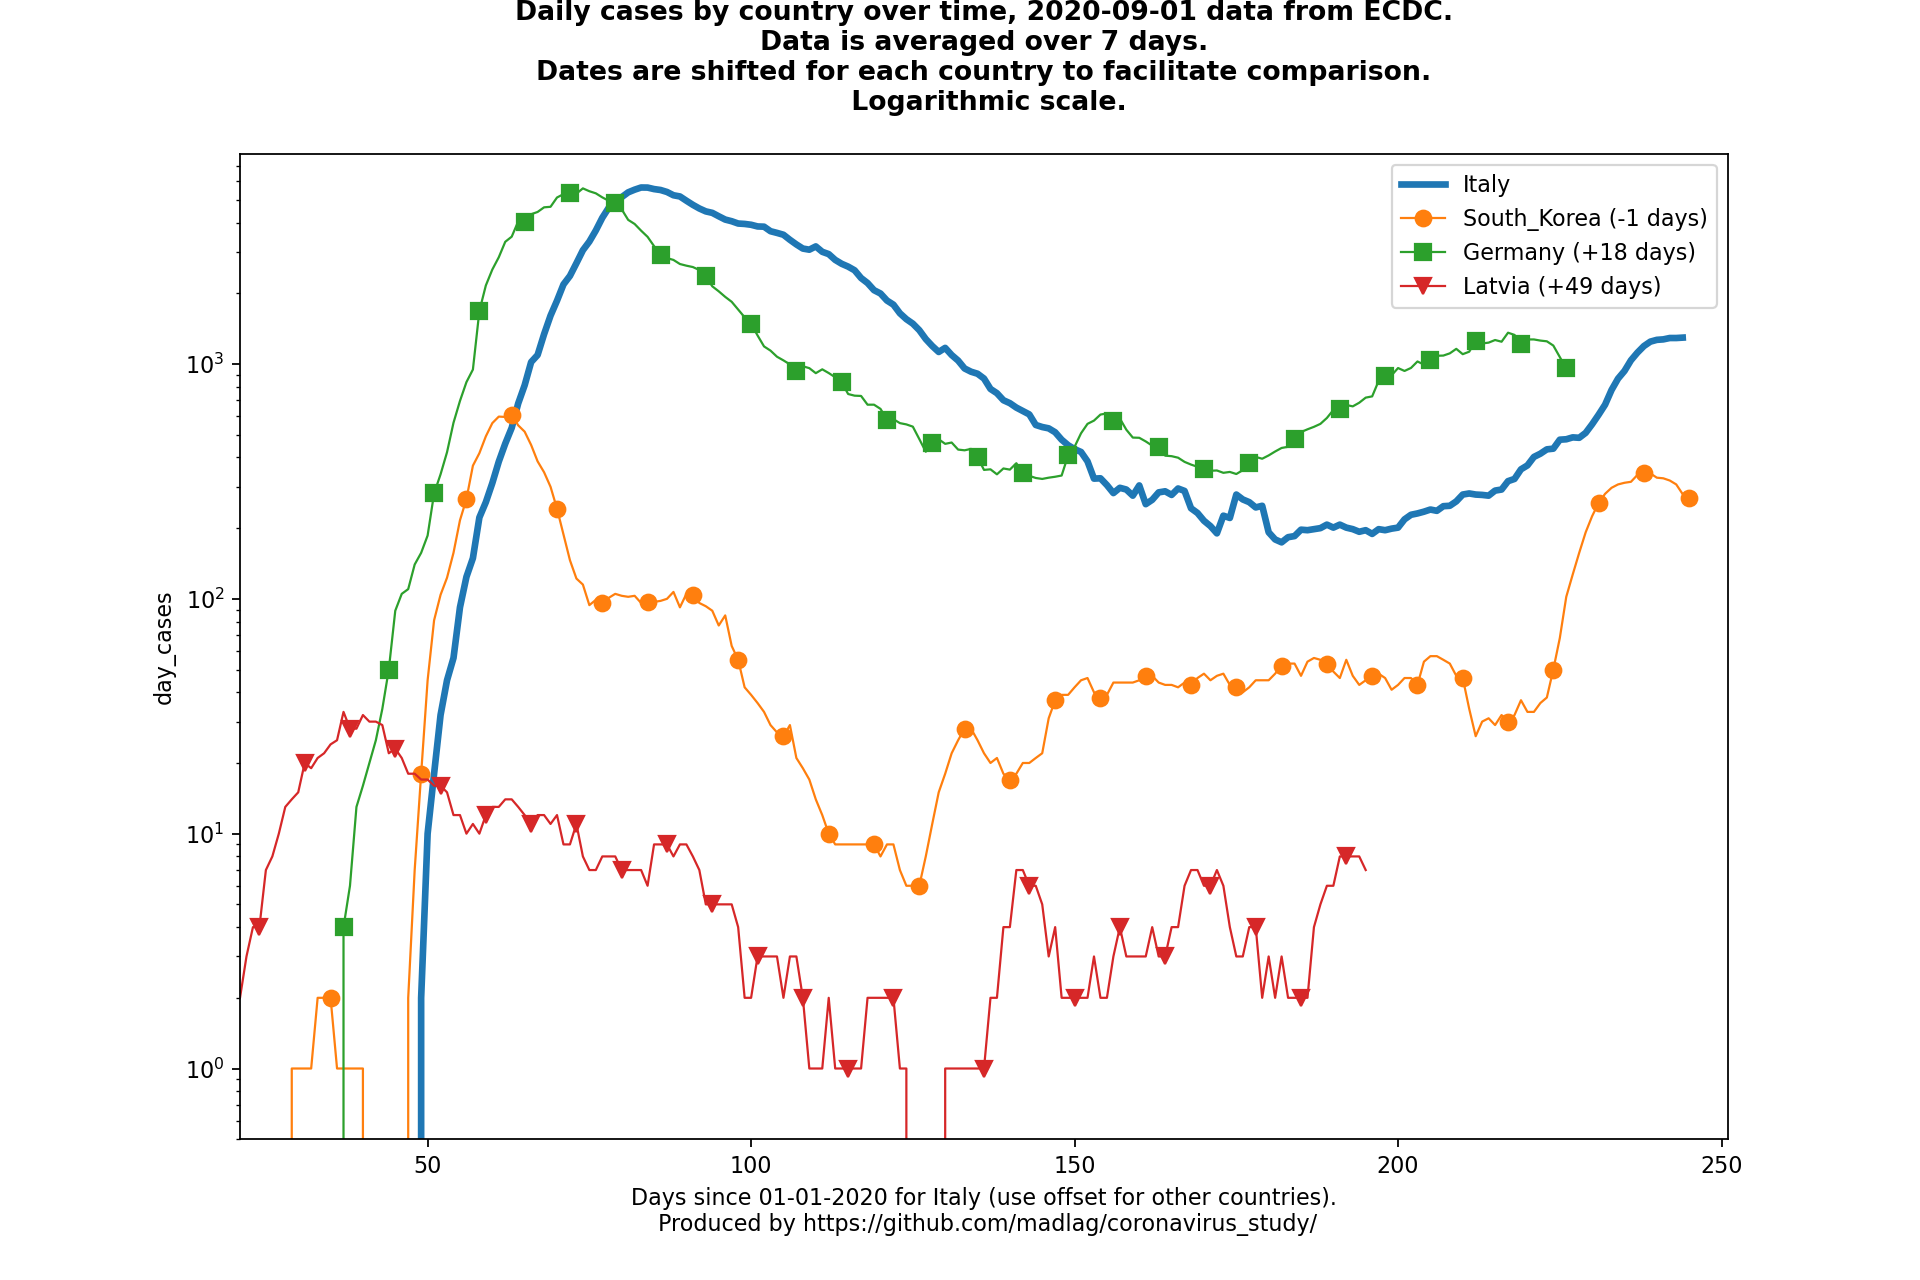 Daily cases by country over time, 2020-09-01 data from ECDC.
Data is averaged over 7 days.
Dates are shifted for each country to facilitate comparison.
Logarithmic scale.
Italy
South_Korea (-1 days)
Germany (+18 days)
Latvia (+49 days)
day_cases
10³
10²
10¹
10⁰
50 100 150 200 250
Days since 01-01-2020 for Italy (use offset for other countries).
Produced by https://github.com/madlag/coronavirus_study/